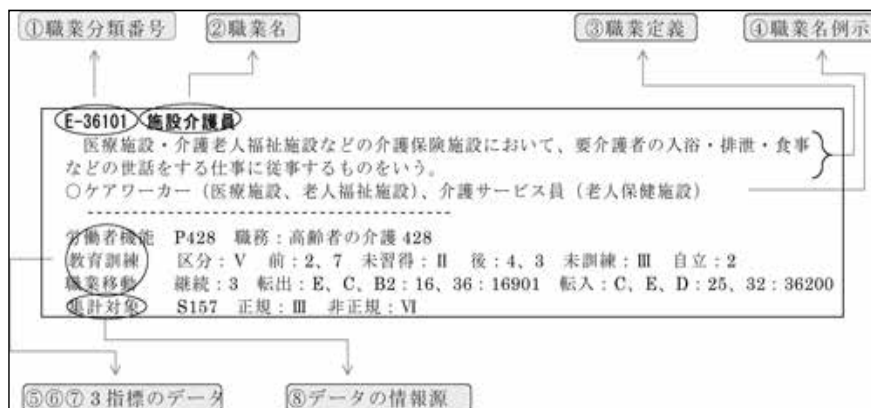 ①職業分類番号 ②職業名 ③職業定義 ④職業名例示
E-36101 施設介護員
医療施設・介護老人福祉施設などの介護保険施設において、要介護者の入浴・排泄・食事
などの世話をする仕事に従事するものをいう。
○ケアワーカー（医療施設、老人福祉施設）、介護サービス員（老人保健施設）
労働者機能 P428 職務：高齢者の介護 428
教育訓練 区分：Ⅴ 前：2、7 未習得：Ⅱ 後：4、3 未訓練：Ⅲ 自立：2
職業移動 継続：3 転出：E、C、B2：16、36：16901 転入：C、E、D：25、32：36200
集計対象 S157 正規：Ⅲ 非正規：Ⅵ
⑤⑥⑦３指標のデータ ⑧データの情報源